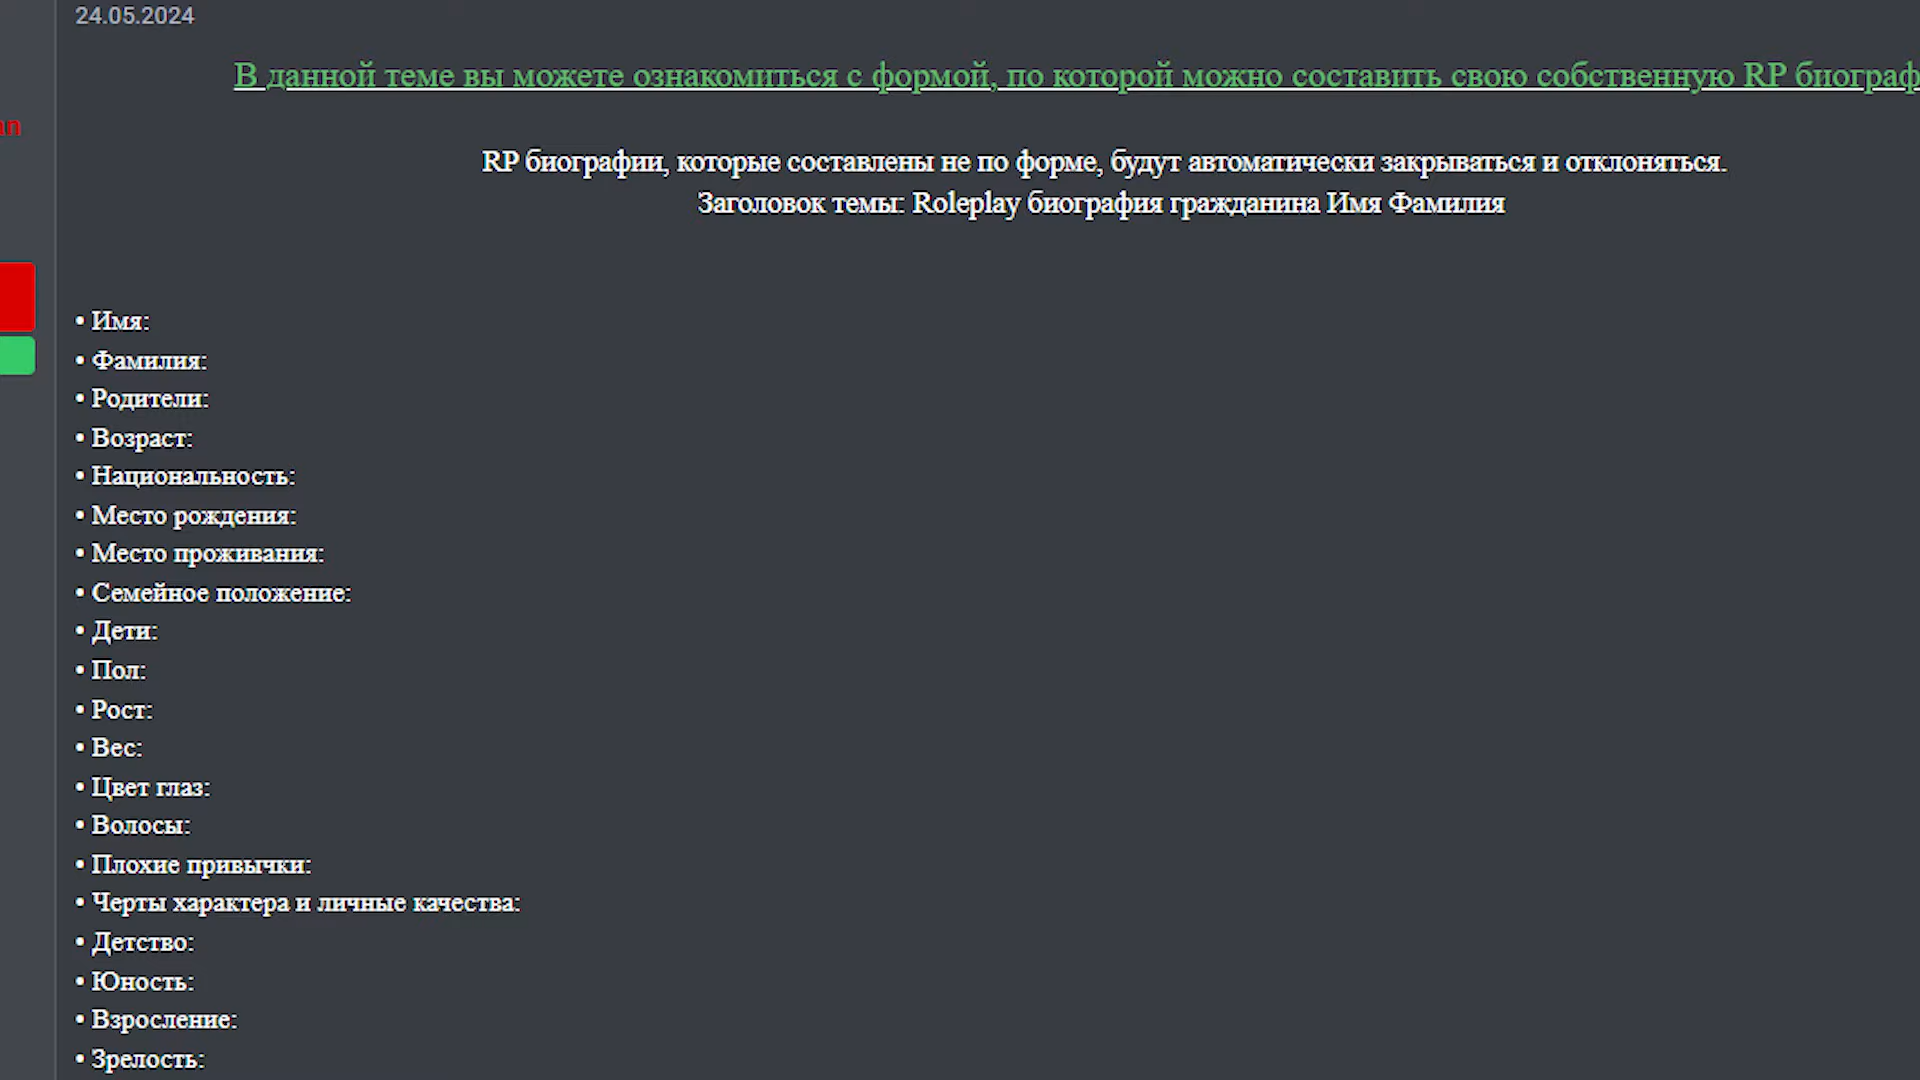 24.05.2024
В данной теме вы можете ознакомиться с формой, по которой можно составить свою собственную RP
RP биографии, которые составлены не по форме, будут автоматически закрываться и отклоняться.
Заголовок темы: Roleplay биография гражданина Имя Фамилия
• Имя:
• Фамилия:
• Родители:
• Возраст:
• Национальность:
• Место рождения:
• Место проживания:
• Семейное положение:
• Дети:
• Пол:
• Рост:
• Вес:
• Цвет глаз:
• Волосы:
• Плохие привычки:
• Черты характера и личные качества:
• Детство:
• Юность:
• Взросление:
• Зрелость: